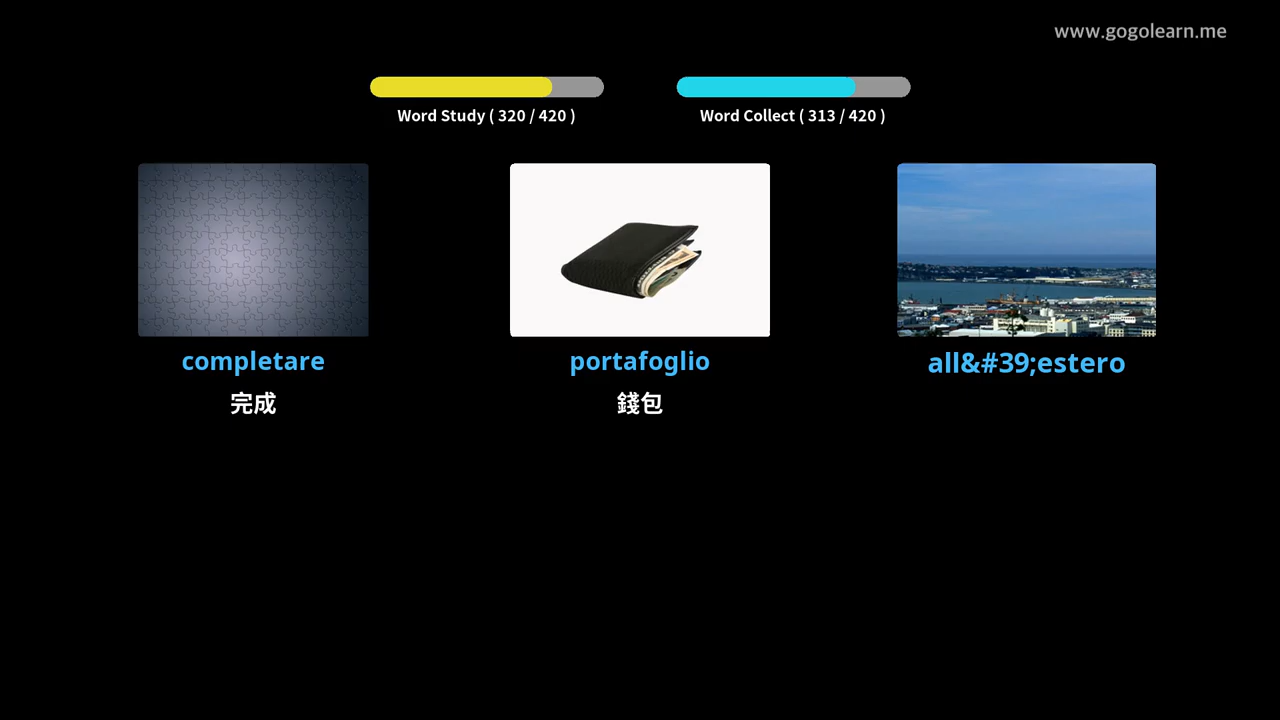 www.gogolearn.me
Word Study ( 320 / 420 )
Word Collect ( 313 / 420 )
completare
完成
portafoglio
錢包
all&#39;estero